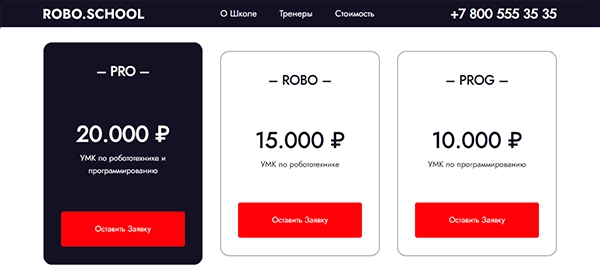 ROBO.SCHOOL О Школе Тренеры Стоимость +7 800 555 35 35
— PRO —
20.000 ₽
УМК по робототехнике и
программированию
Оставить Заявку
— ROBO —
15.000 ₽
УМК по робототехнике
Оставить Заявку
— PROG —
10.000 ₽
УМК по программированию
Оставить Заявку